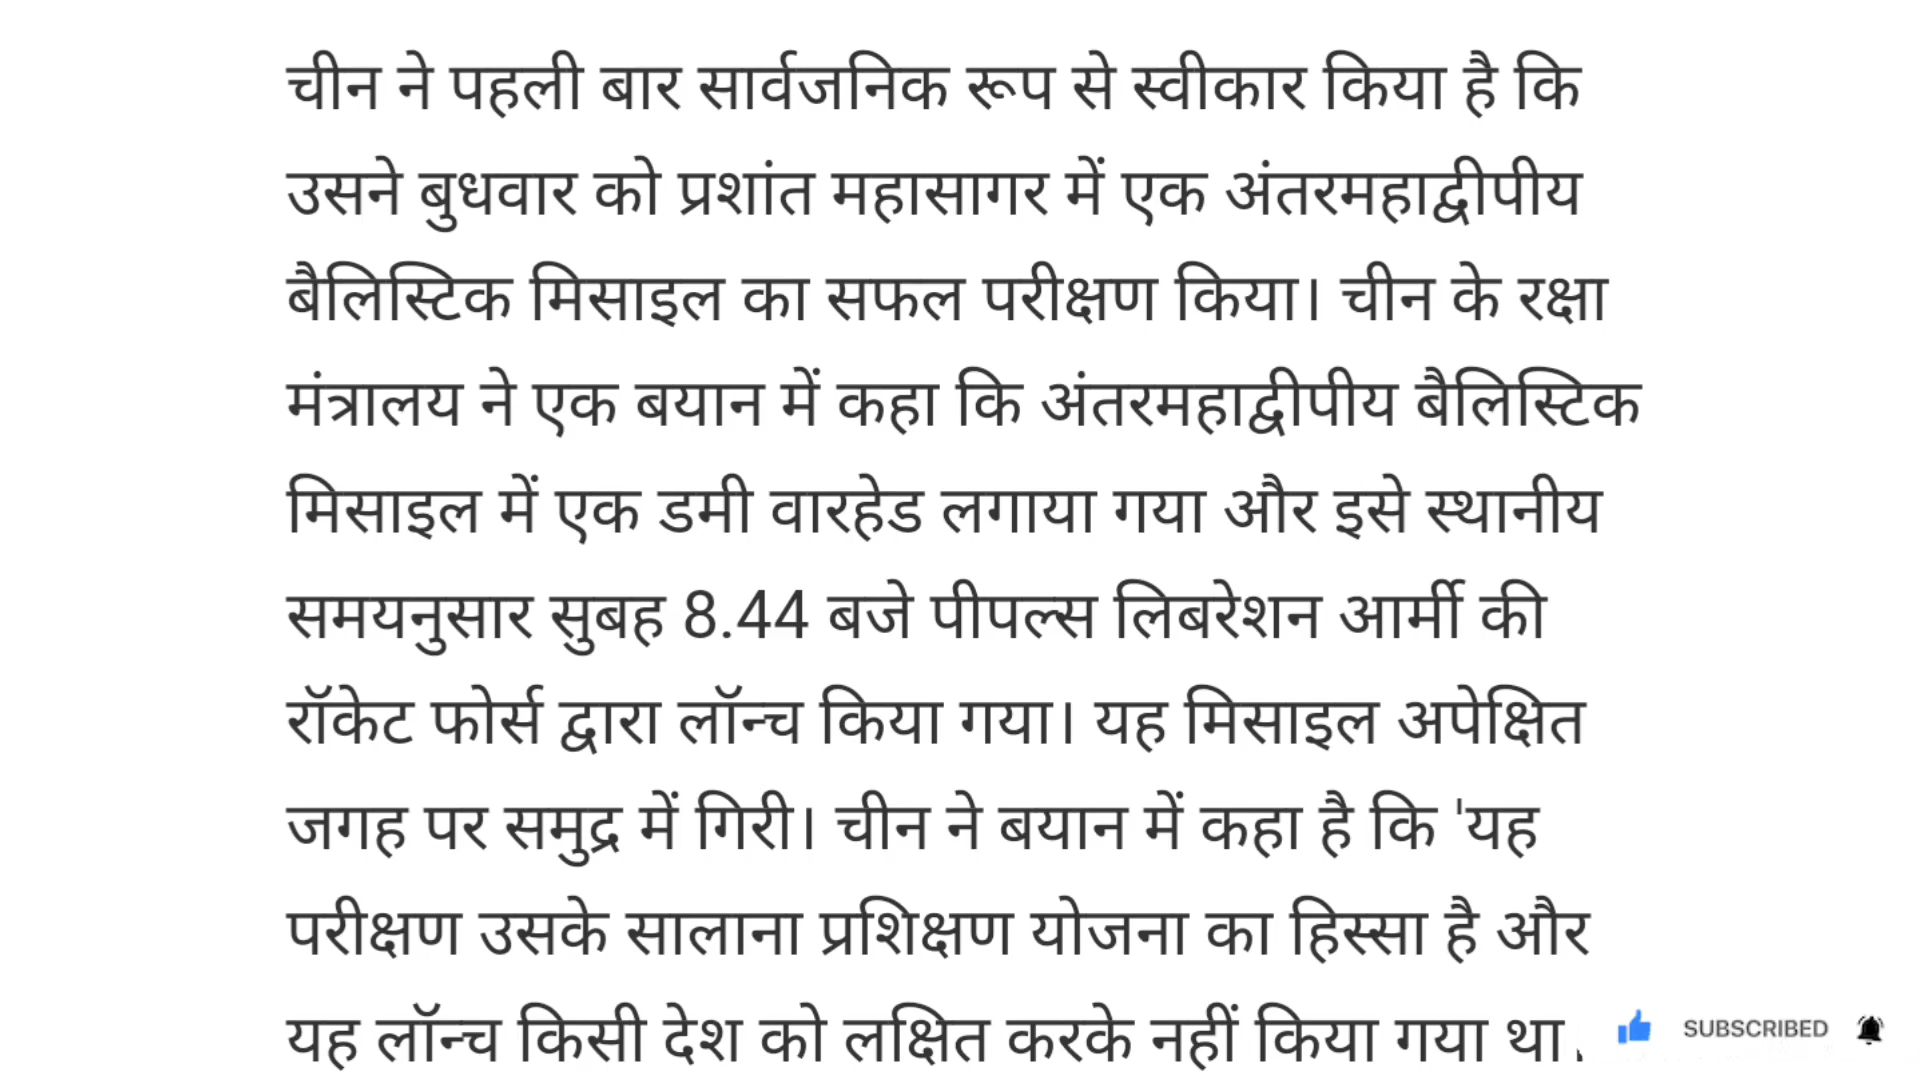 चीन ने पहली बार सार्वजनिक रूप से स्वीकार किया है कि
उसने बुधवार को प्रशांत महासागर में एक अंतरमहाद्वीपीय
बैलिस्टिक मिसाइल का सफल परीक्षण किया। चीन के रक्षा
मंत्रालय ने एक बयान में कहा कि अंतरमहाद्वीपीय बैलिस्टिक
मिसाइल में एक डमी वारहेड लगाया गया और इसे स्थानीय
समयनुसार सुबह 8.44 बजे पीपल्स लिबरेशन आर्मी की
रॉकेट फोर्स द्वारा लॉन्च किया गया। यह मिसाइल अपेक्षित
जगह पर समुद्र में गिरी। चीन ने बयान में कहा है कि 'यह
परीक्षण उसके सालाना प्रशिक्षण योजना का हिस्सा है और
यह लॉन्च किसी देश को लक्षित करके नहीं किया गया था।
SUBSCRIBED